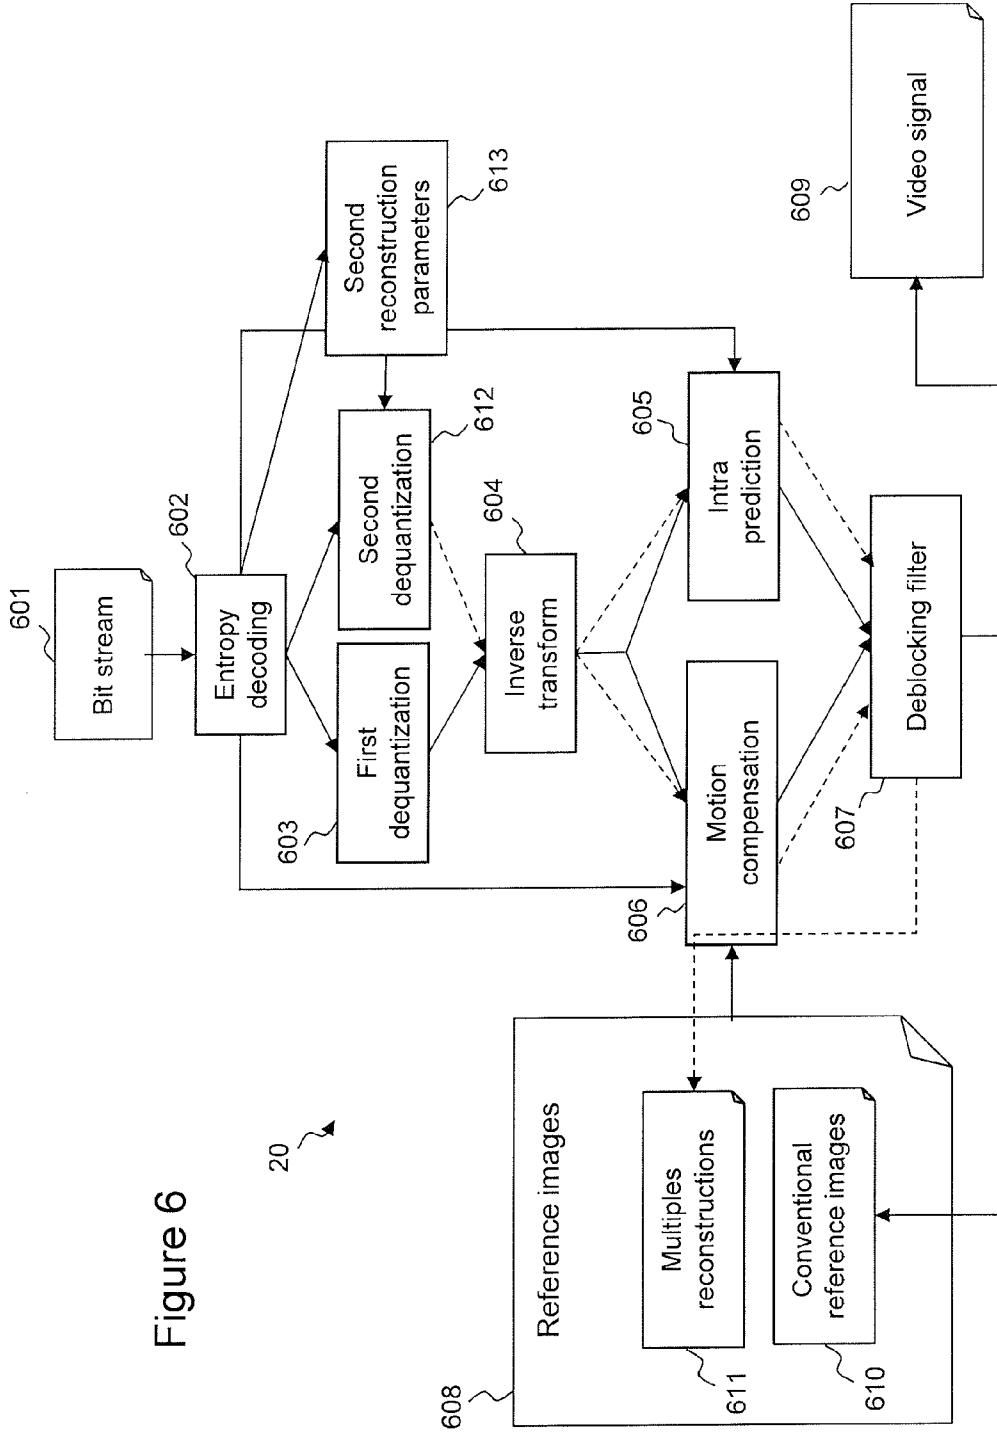 Figure 6
20
601
Bit stream
602
Entropy
decoding
603
First
dequantization
Second
dequantization
612
Second
reconstruction
parameters
613
604
Inverse
transform
605
Intra
prediction
606
Motion
compensation
607
Deblocking filter
608
Reference images
Multiples
reconstructions
611
Conventional
reference images
610
609
Video signal